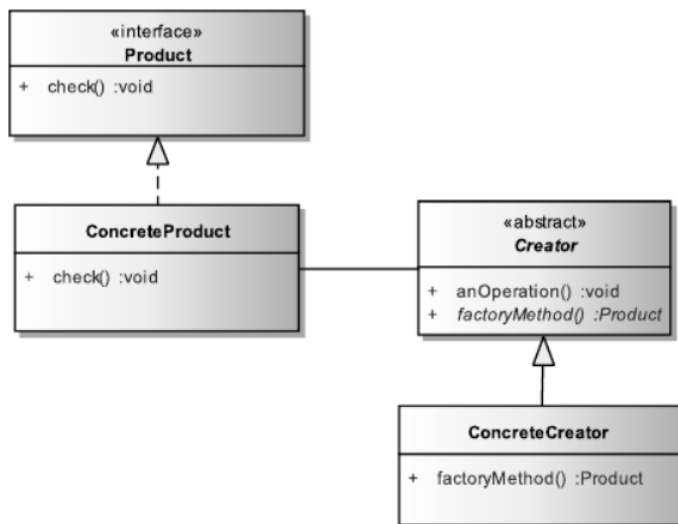 «interface»
Product
+ check() :void
ConcreteProduct
+ check() :void
«abstract»
Creator
+ anOperation() :void
+ factoryMethod() :Product
ConcreteCreator
+ factoryMethod() :Product